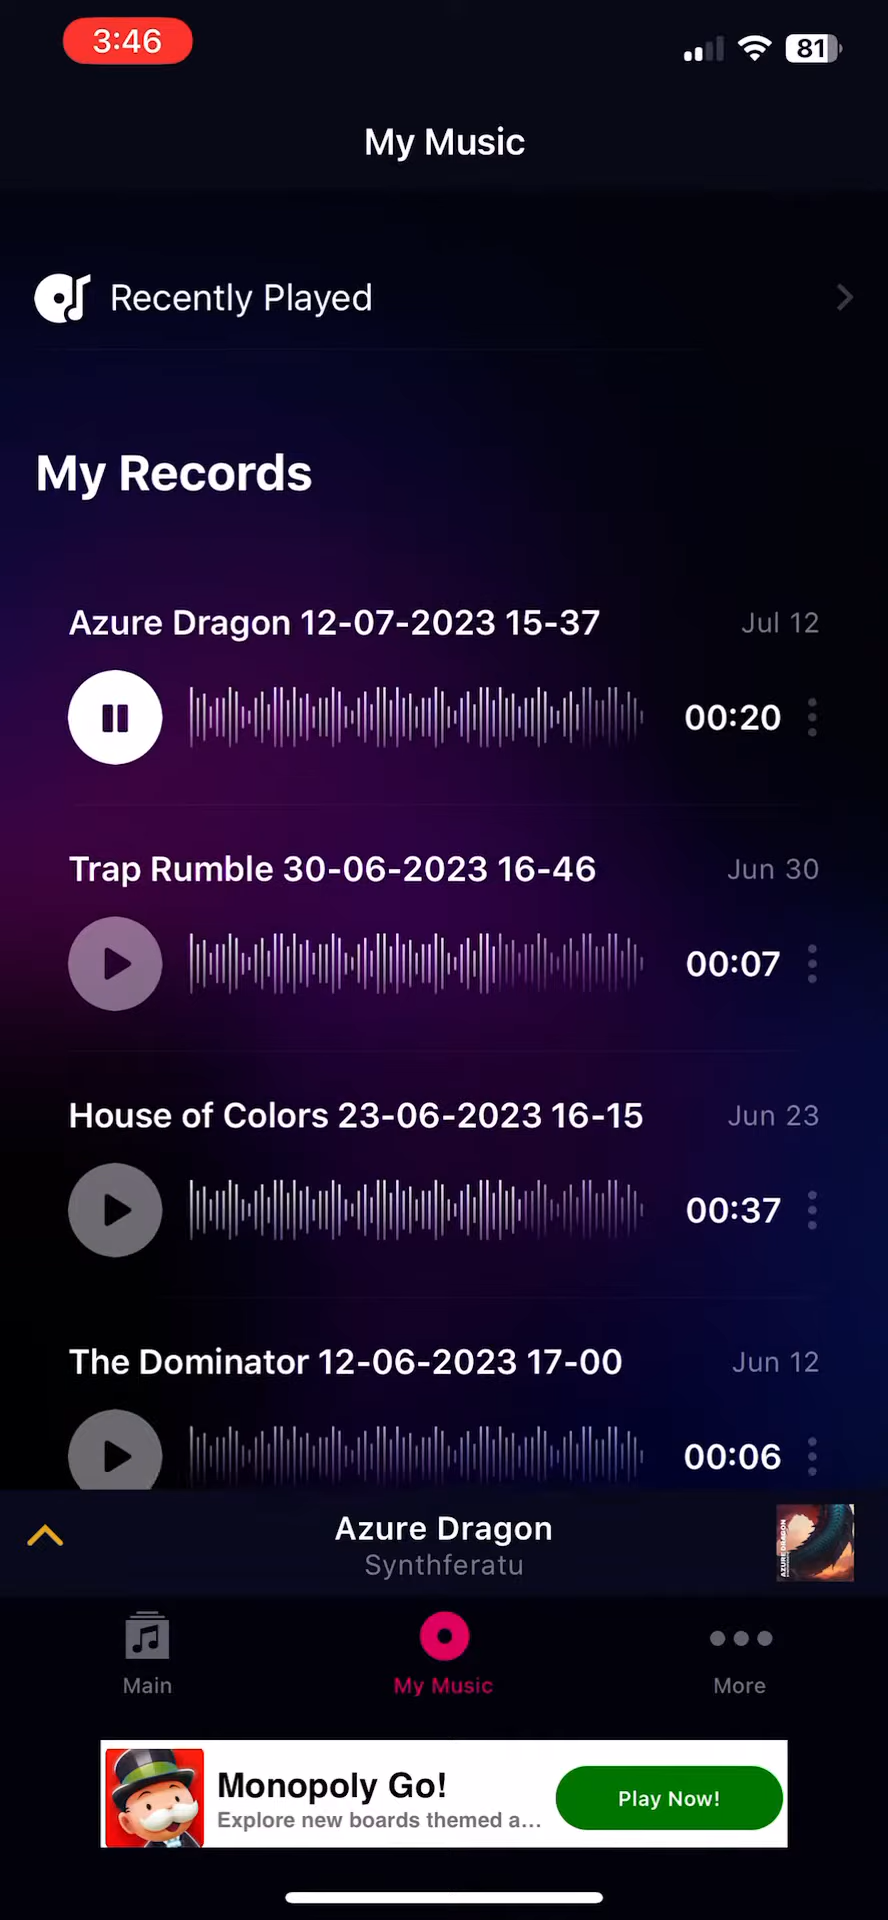 3:46
81
My Music
Recently Played
My Records
Azure Dragon 12-07-2023 15-37
Jul 12
00:20
Trap Rumble 30-06-2023 16-46
Jun 30
00:07
House of Colors 23-06-2023 16-15
Jun 23
00:37
The Dominator 12-06-2023 17-00
Jun 12
00:06
Azure Dragon
Synthferatu
AZURE DRAGON
Main
My Music
More
Monopoly Go!
Explore new boards themed a...
Play Now!